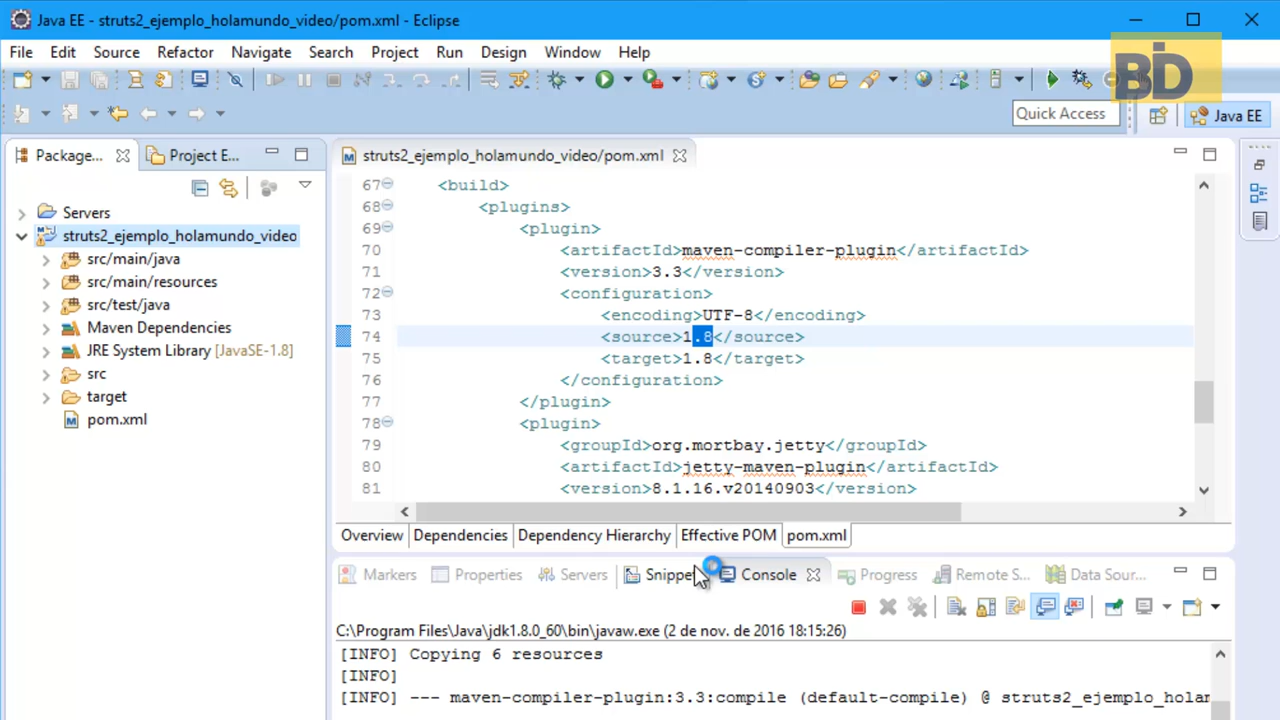 Java EE - struts2_ejemplo_holamundo_video/pom.xml - Eclipse
File Edit Source Refactor Navigate Search Project Run Design Window Help
BD
Quick Access
Java EE
Package...
Project E...
struts2_ejemplo_holamundo_video/pom.xml
Servers
struts2_ejemplo_holamundo_video
src/main/java
src/main/resources
src/test/java
Maven Dependencies
JRE System Library [JavaSE-1.8]
src
target
pom.xml
67 <build>
68 <plugins>
69 <plugin>
70 <artifactId>maven-compiler-plugin</artifactId>
71 <version>3.3</version>
72 <configuration>
73 <encoding>UTF-8</encoding>
74 <source>1.8</source>
75 <target>1.8</target>
76 </configuration>
77 </plugin>
78 <plugin>
79 <groupId>org.mortbay.jetty</groupId>
80 <artifactId>jetty-maven-plugin</artifactId>
81 <version>8.1.16.v20140903</version>
Overview Dependencies Dependency Hierarchy Effective POM pom.xml
Markers Properties Servers Snippe Console Progress Remote S... Data Sour...
C:\Program Files\Java\jdk1.8.0_60\bin\javaw.exe (2 de nov. de 2016 18:15:26)
[INFO] Copying 6 resources
[INFO]
[INFO] --- maven-compiler-plugin:3.3:compile (default-compile) @ struts2_ejemplo_holam